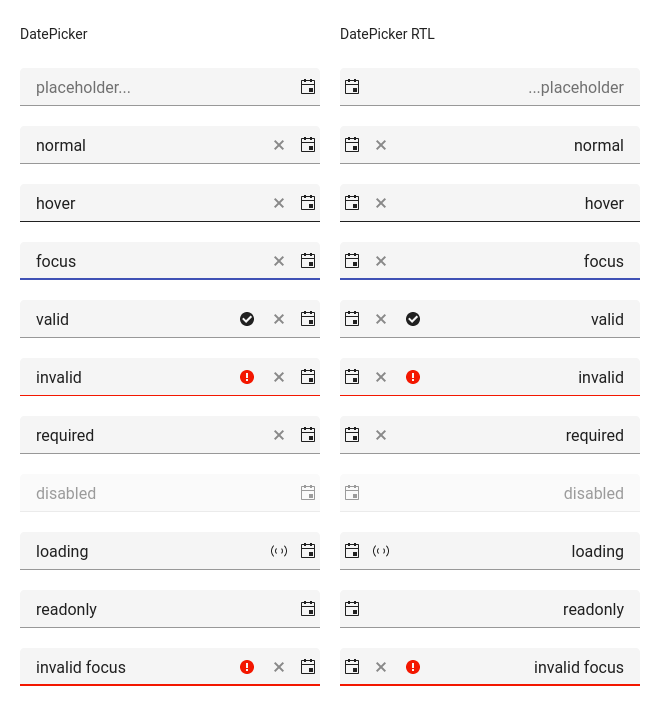 DatePicker
DatePicker RTL
placeholder...
...placeholder
normal
normal
hover
hover
focus
focus
valid
valid
invalid
invalid
required
required
disabled
disabled
loading
loading
readonly
readonly
invalid focus
invalid focus